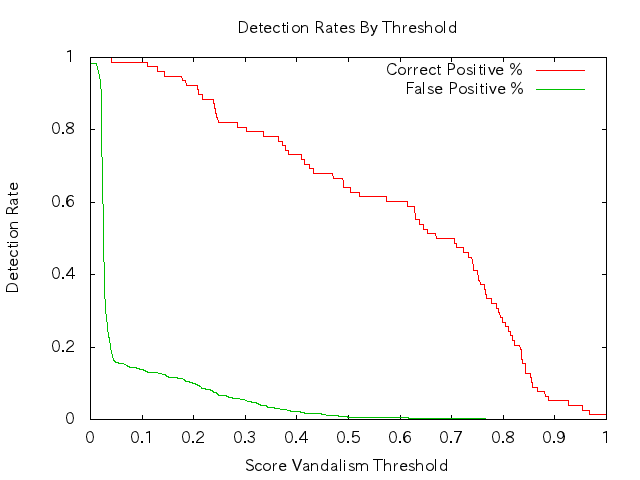 Detection Rates By Threshold
Correct Positive %
False Positive %
Detection Rate
1
0.8
0.6
0.4
0.2
0
0 0.1 0.2 0.3 0.4 0.5 0.6 0.7 0.8 0.9 1
Score Vandalism Threshold